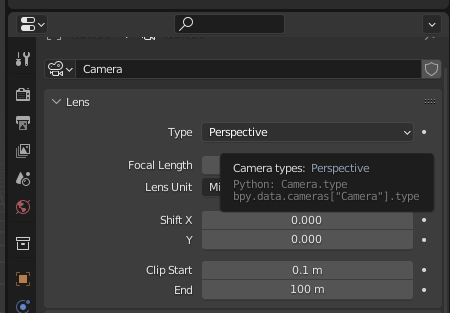 Camera
Lens
Type
Perspective
Focal Length
Camera types: Perspective
Python: Camera.type
bpy.data.cameras["Camera"].type
Lens Unit
Mi
Shift X
0.000
Y
0.000
Clip Start
0.1 m
End
100 m